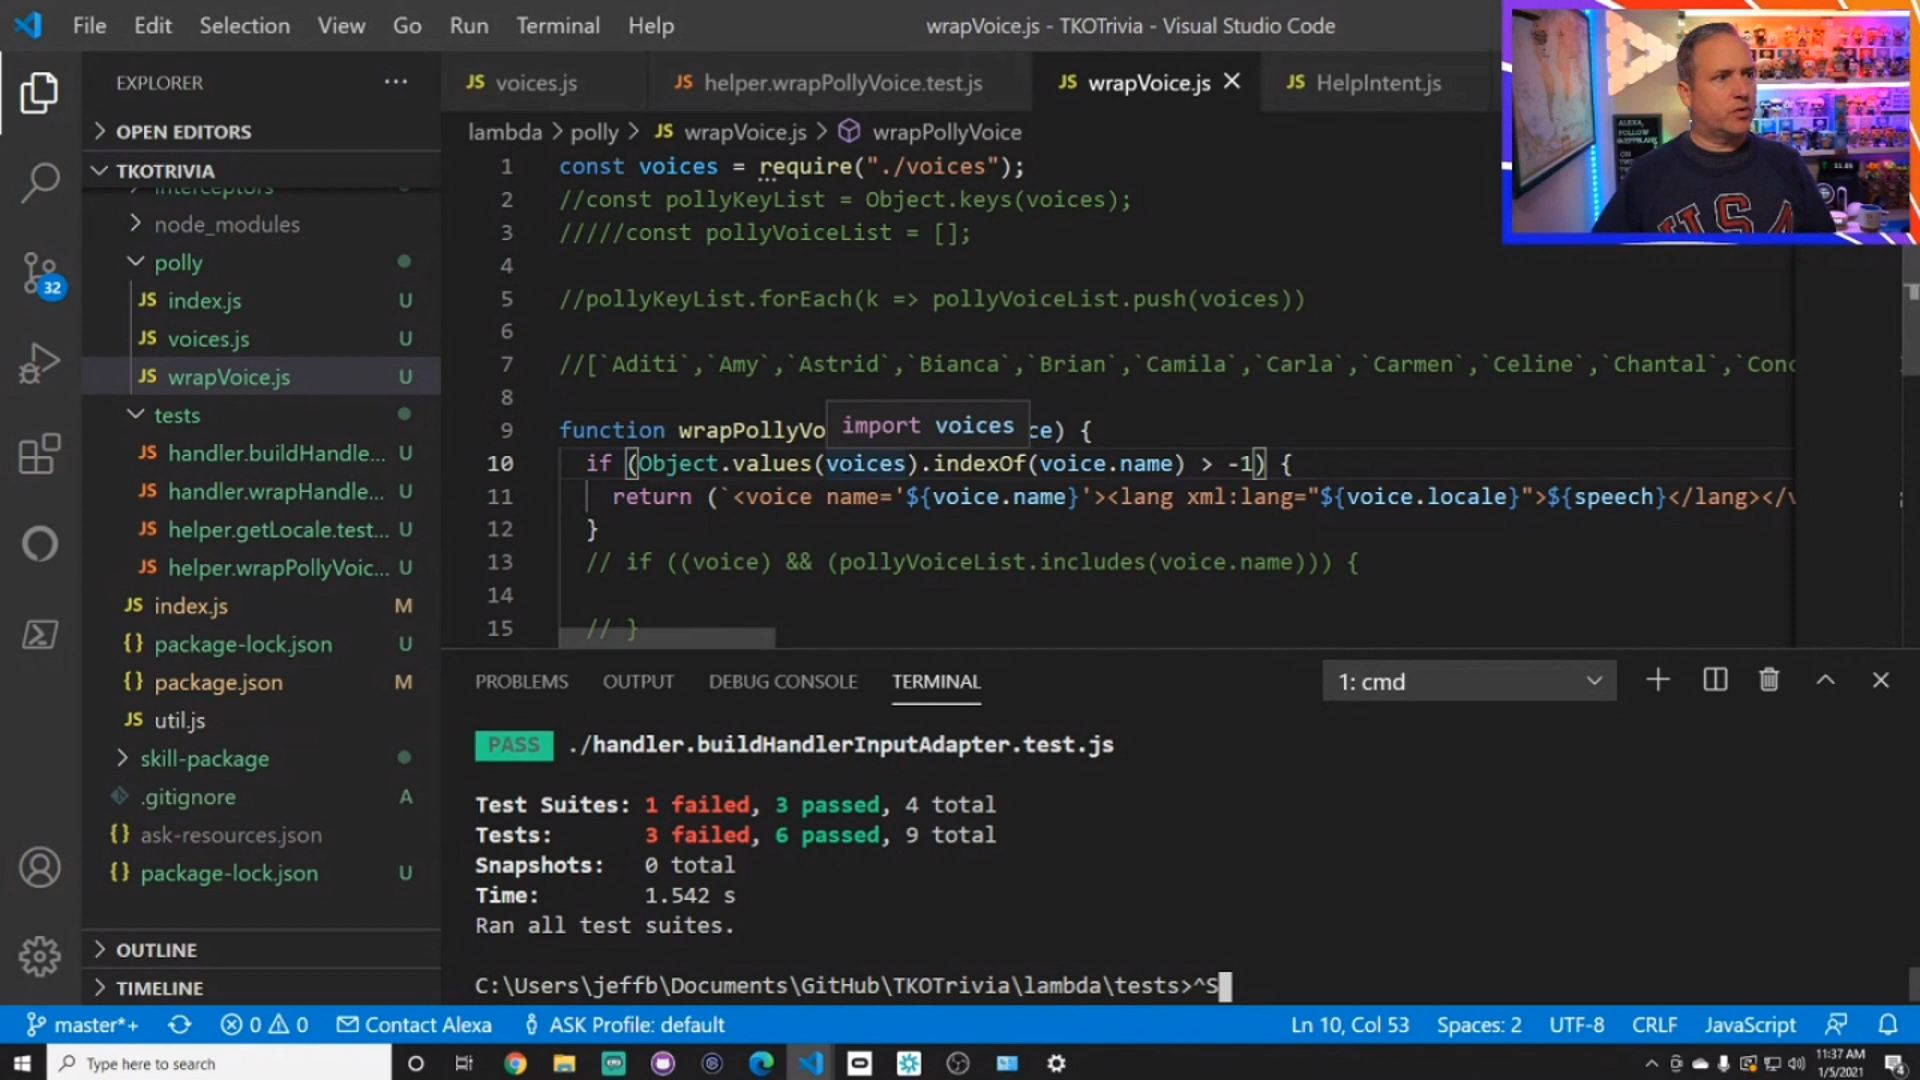 File Edit Selection View Go Run Terminal Help
wrapVoice.js - TKOTrivia - Visual Studio Code
EXPLORER ...
OPEN EDITORS
TKOTRIVIA
interceptors
node_modules
polly
JS index.js U
JS voices.js U
JS wrapVoice.js U
tests
JS handler.buildHandle... U
JS handler.wrapHandle... U
JS helper.getLocale.test... U
JS helper.wrapPollyVoic... U
JS index.js M
{} package-lock.json U
{} package.json M
JS util.js
skill-package
.gitignore A
{} ask-resources.json
{} package-lock.json U
OUTLINE
TIMELINE
32
JS voices.js JS helper.wrapPollyVoice.test.js JS wrapVoice.js JS HelpIntent.js
lambda > polly > JS wrapVoice.js > wrapPollyVoice
1 const voices = require("./voices");
2 //const pollyKeyList = Object.keys(voices);
3 /////const pollyVoiceList = [];
4
5 //pollyKeyList.forEach(k => pollyVoiceList.push(voices))
6
7 //[`Aditi`,`Amy`,`Astrid`,`Bianca`,`Brian`,`Camila`,`Carla`,`Carmen`,`Celine`,`Chantal`,`Conc
8
import voices
9 function wrapPollyVo ce) {
10 if (Object.values(voices).indexOf(voice.name) > -1) {
11 return (`<voice name='${voice.name}'><lang xml:lang="${voice.locale}">${speech}</lang></v
12 }
13 // if ((voice) && (pollyVoiceList.includes(voice.name))) {
14
15 // }
PROBLEMS OUTPUT DEBUG CONSOLE TERMINAL
1: cmd
PASS ./handler.buildHandlerInputAdapter.test.js
Test Suites: 1 failed, 3 passed, 4 total
Tests: 3 failed, 6 passed, 9 total
Snapshots: 0 total
Time: 1.542 s
Ran all test suites.
C:\Users\jeffb\Documents\GitHub\TKOTrivia\lambda\tests>^S
master*+ 0 0 Contact Alexa ASK Profile: default
Ln 10, Col 53 Spaces: 2 UTF-8 CRLF JavaScript
Type here to search
11:37 AM
1/5/2021
ALEXA,
FOLLOW
USA